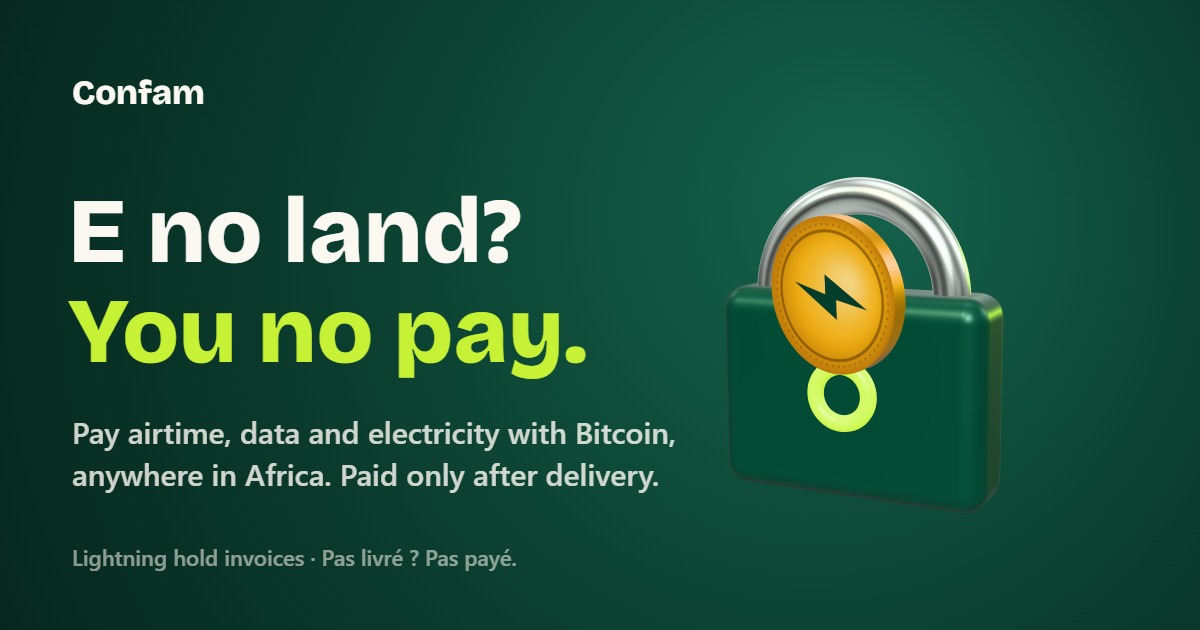 Confam
E no land?
You no pay.
Pay airtime, data and electricity with Bitcoin,
anywhere in Africa. Paid only after delivery.
Lightning hold invoices · Pas livré ? Pas payé.